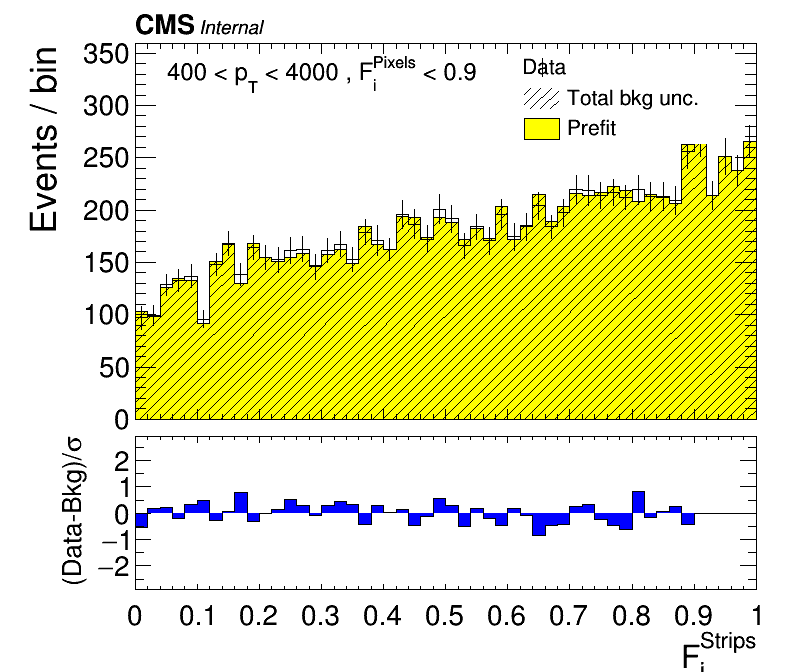 CMS Internal
400 < p_T < 4000 , F_i^Pixels < 0.9
Data
Total bkg unc.
Prefit
Events / bin
350
300
250
200
150
100
50
0
(Data-Bkg)/σ
2
1
0
−1
−2
0 0.1 0.2 0.3 0.4 0.5 0.6 0.7 0.8 0.9 1
F_i^Strips